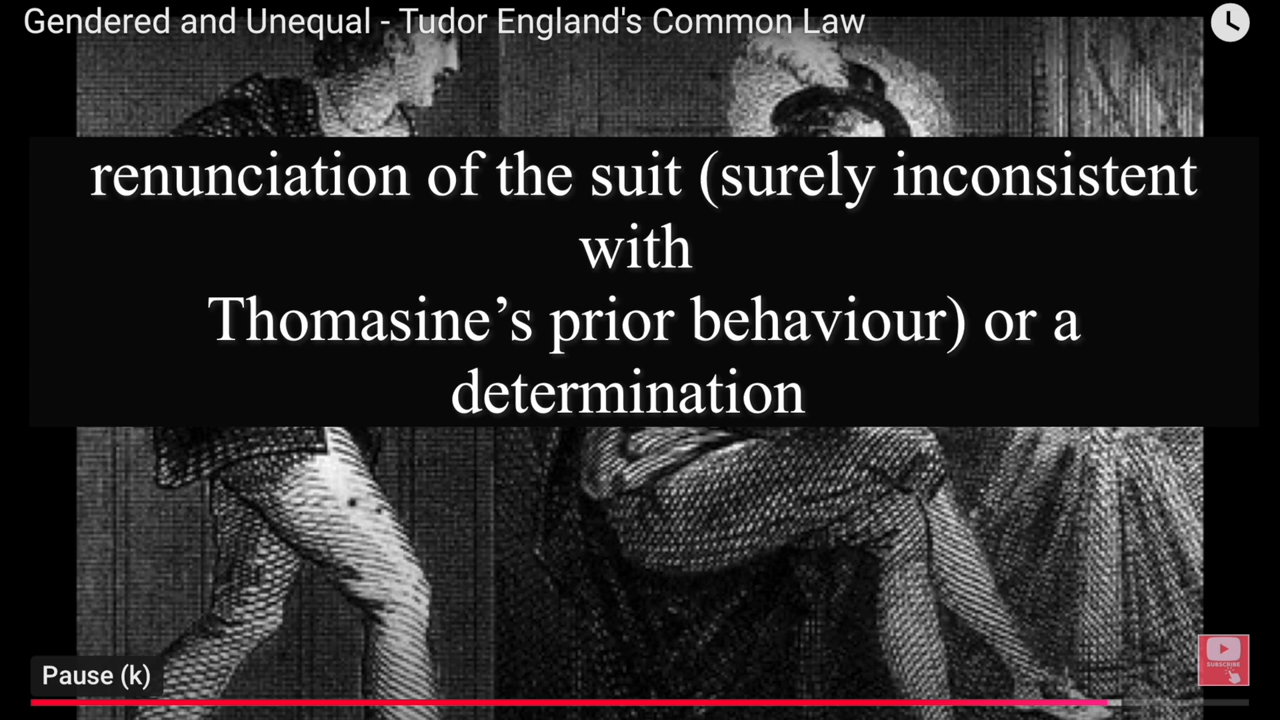 Gendered and Unequal - Tudor England's Common Law
renunciation of the suit (surely inconsistent
with
Thomasine’s prior behaviour) or a
determination
Pause (k)
SUBSCRIBE